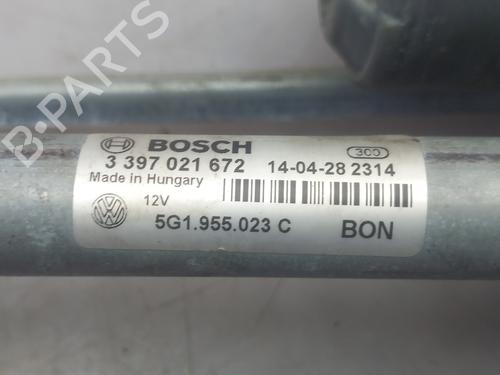 B-PARTS
BOSCH 300
3 397 021 672 14-04-28 2314
Made in Hungary
12V
5G1.955.023 C BON